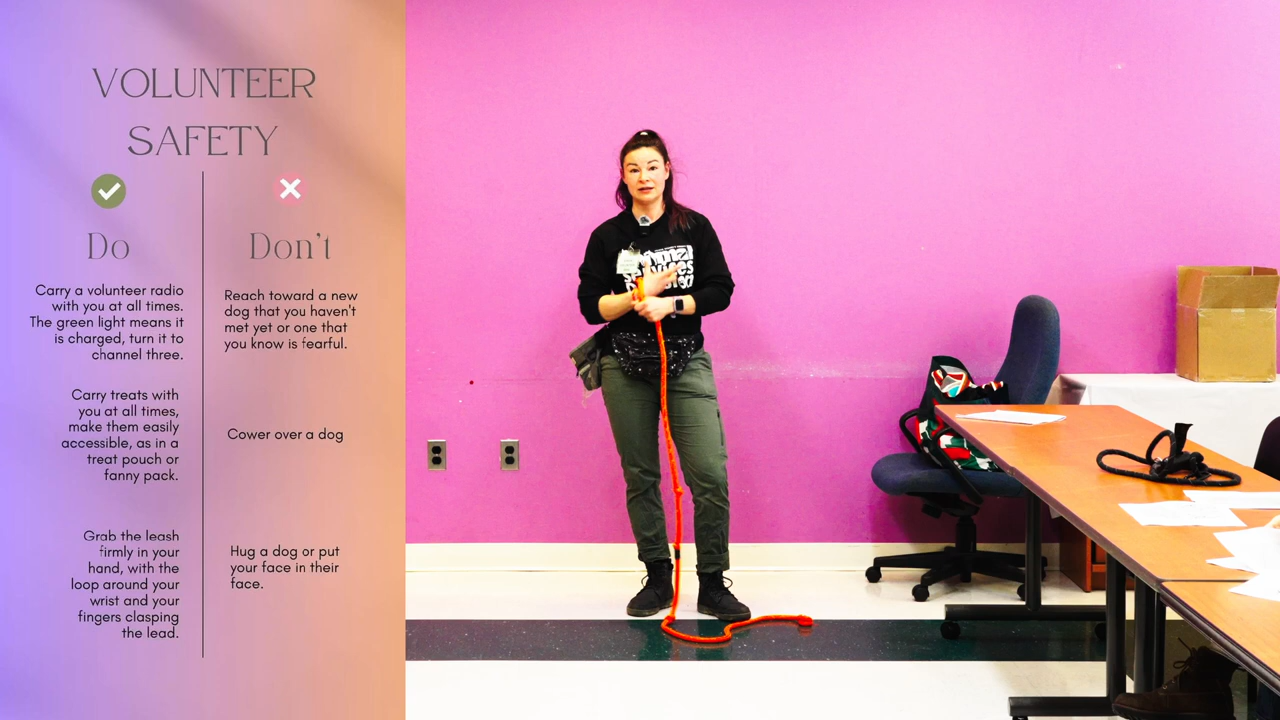 VOLUNTEER
SAFETY
Do
Carry a volunteer radio
with you at all times.
The green light means it
is charged, turn it to
channel three.
Carry treats with
you at all times,
make them easily
accessible, as in a
treat pouch or
fanny pack.
Grab the leash
firmly in your
hand, with the
loop around your
wrist and your
fingers clasping
the lead.
Don't
Reach toward a new
dog that you haven't
met yet or one that
you know is fearful.
Cower over a dog
Hug a dog or put
your face in their
face.